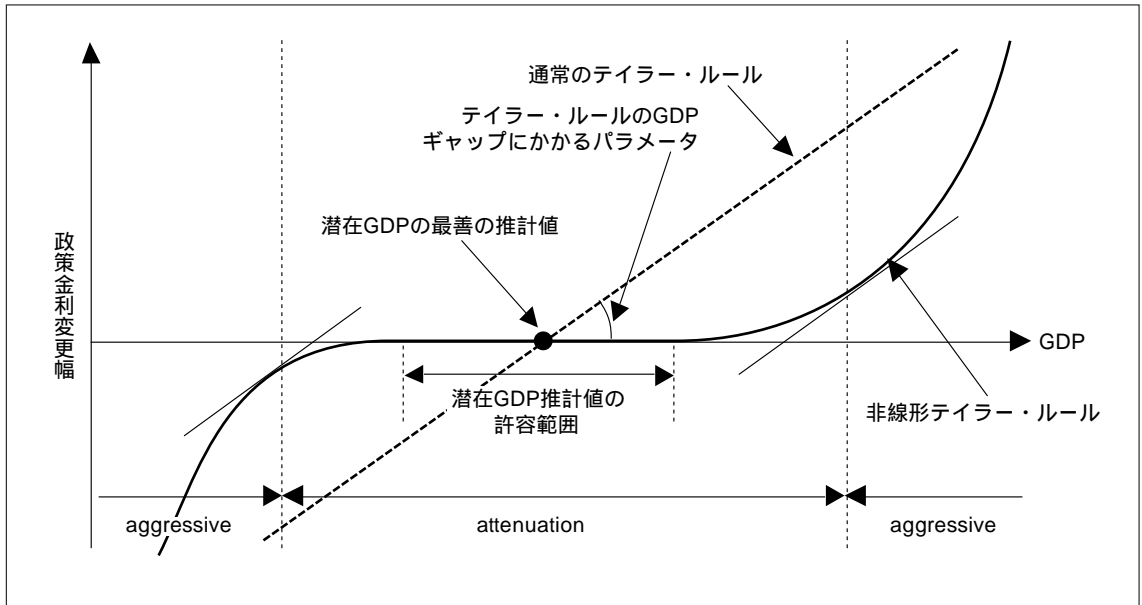 通常のテイラー・ルール
テイラー・ルールのGDP
ギャップにかかるパラメータ
潜在GDPの最善の推計値
政策金利変更幅
GDP
潜在GDP推計値の
許容範囲
非線形テイラー・ルール
aggressive
attenuation
aggressive